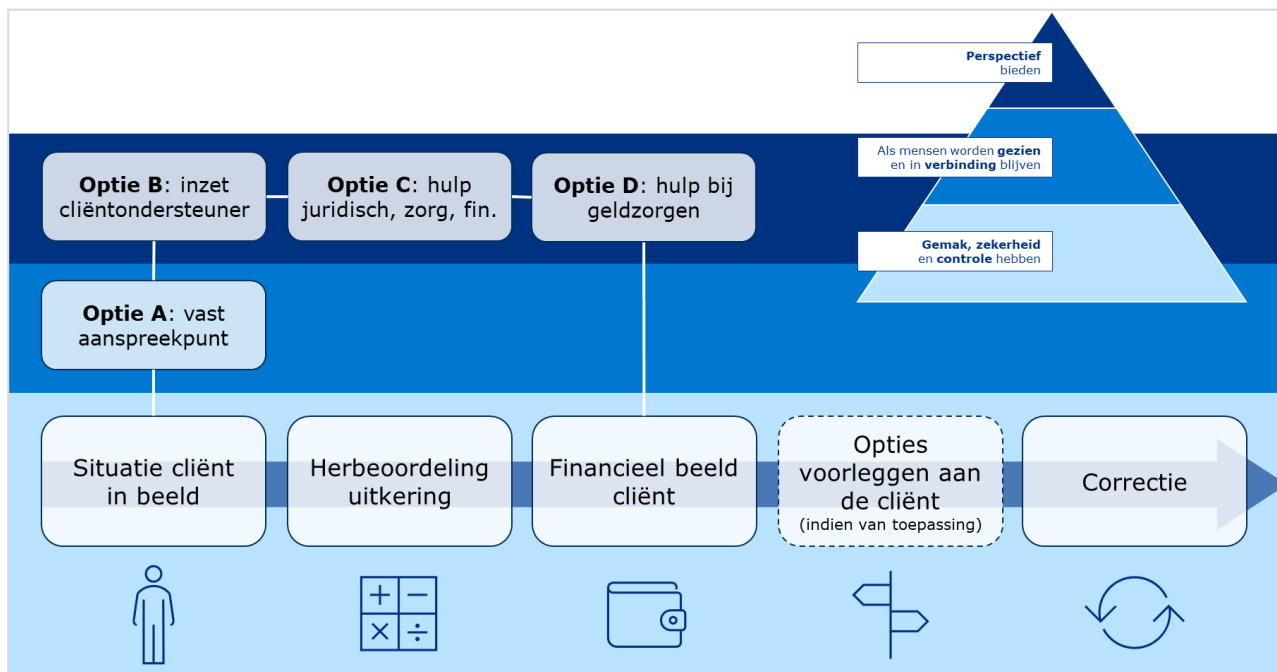 Perspectief
bieden
Als mensen worden gezien
en in verbinding blijven
Gemak, zekerheid
en controle hebben
Optie B: inzet
cliëntondersteuner
Optie C: hulp
juridisch, zorg, fin.
Optie D: hulp bij
geldzorgen
Optie A: vast
aanspreekpunt
Situatie cliënt
in beeld
Herbeoordeling
uitkering
Financieel beeld
cliënt
Opties
voorleggen aan
de cliënt
(indien van toepassing)
Correctie